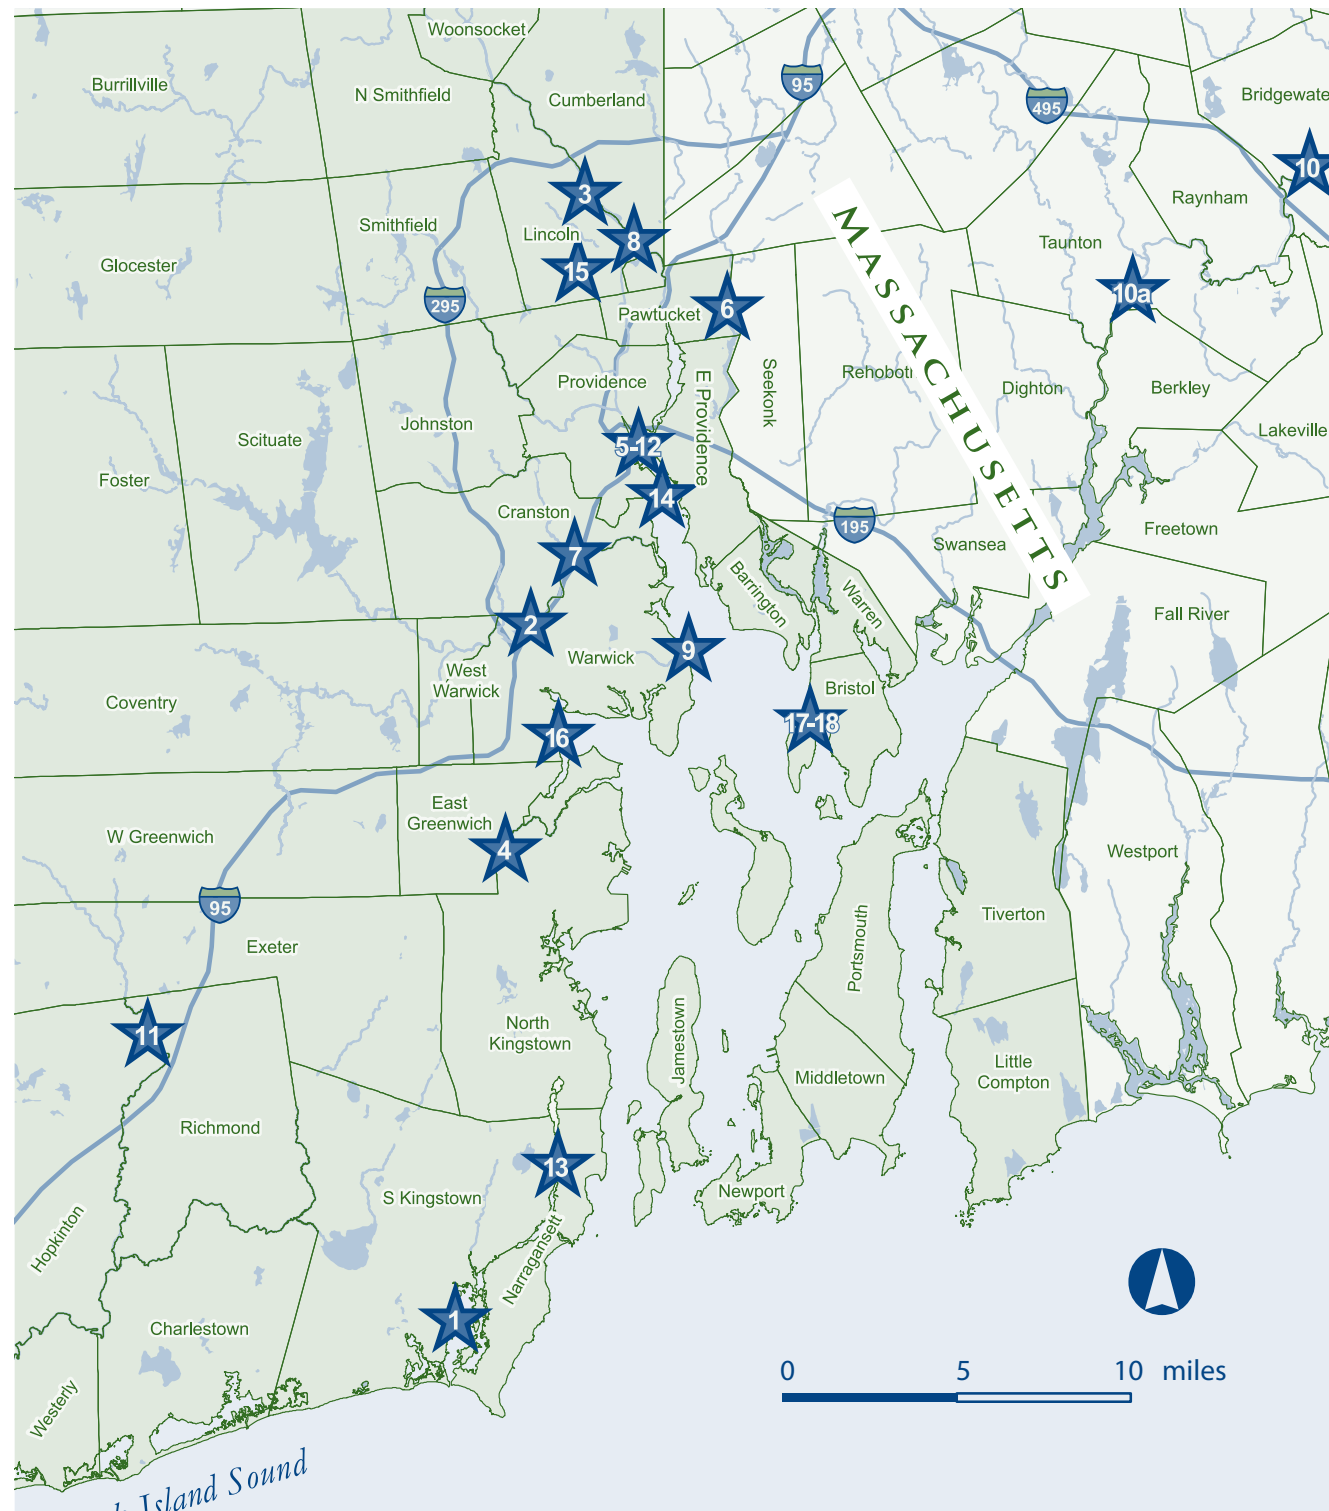 Woonsocket
Burrillville
N Smithfield
Cumberland
95
495
Bridgewate
10
3
Raynham
Smithfield
Lincoln
8
Taunton
Glocester
15
10a
295
Pawtucket
6
MASSACHUSETTS
Providence
E Providence
Seekonk
Rehobot
Dighton
Berkley
Johnston
Scituate
Lakeville
5-12
Foster
14
Cranston
195
Freetown
7
Swansea
Barrington
Warren
Fall River
2
9
Warwick
West
Warwick
Bristol
Coventry
17-18
16
East
Greenwich
W Greenwich
4
Westport
95
Tiverton
Exeter
Portsmouth
North
Kingstown
11
Jamestown
Little
Compton
Middletown
Richmond
13
S Kingstown
Newport
Hopkinton
Narragansett
1
Charlestown
0 5 10 miles
Westerly
Island Sound